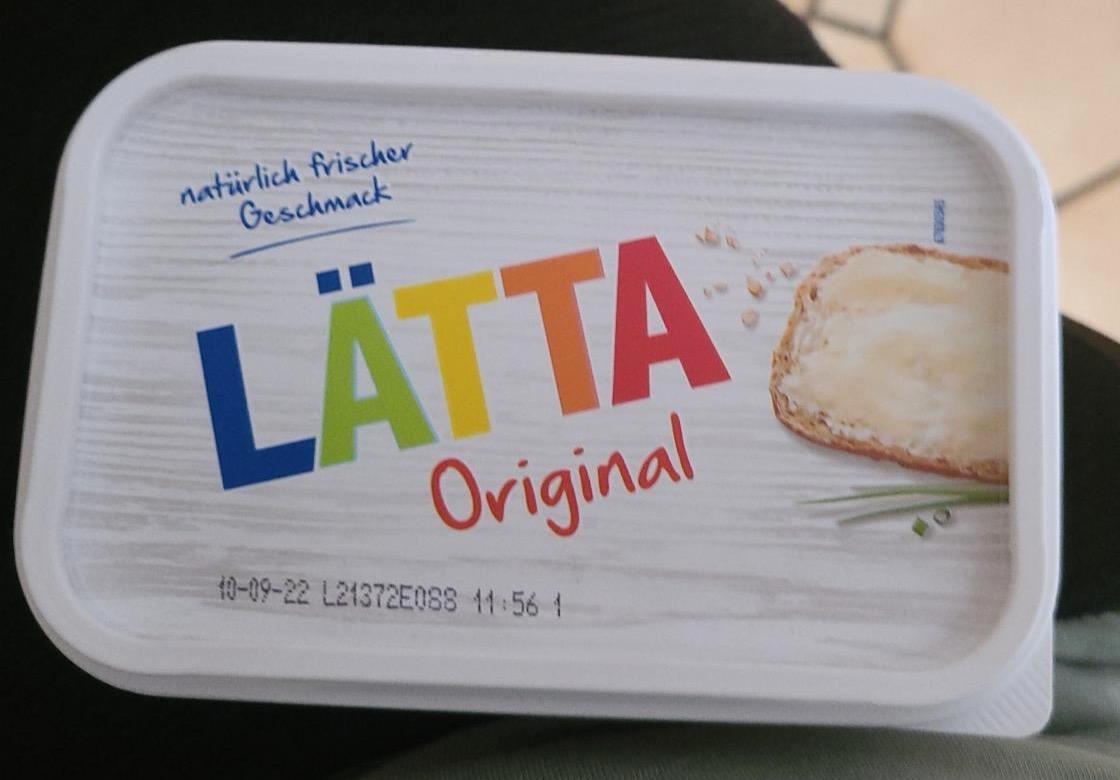 natürlich frischer
Geschmack
LÄTTA
Original
10-09-22 L21372E088 11:56 1